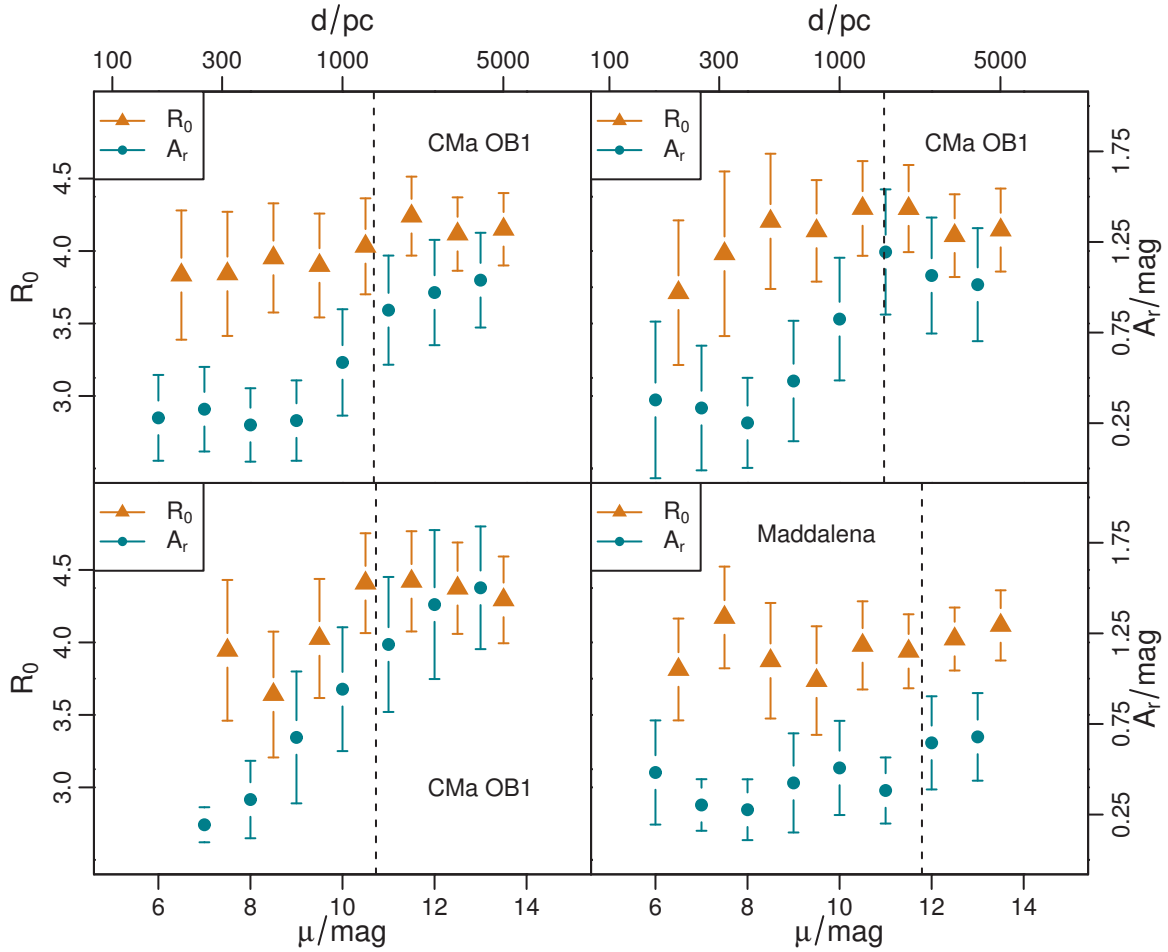 d/pc d/pc
100 300 1000 5000 100 300 1000 5000
R₀ R₀
Aᵣ Aᵣ
CMa OB1 CMa OB1
R₀ 3.0 3.5 4.0 4.5
0.25 0.75 1.25 1.75 Aᵣ/mag
R₀ R₀
Aᵣ Aᵣ
Maddalena
CMa OB1
R₀ 3.0 3.5 4.0 4.5
0.25 0.75 1.25 1.75 Aᵣ/mag
6 8 10 12 14 6 8 10 12 14
μ/mag μ/mag